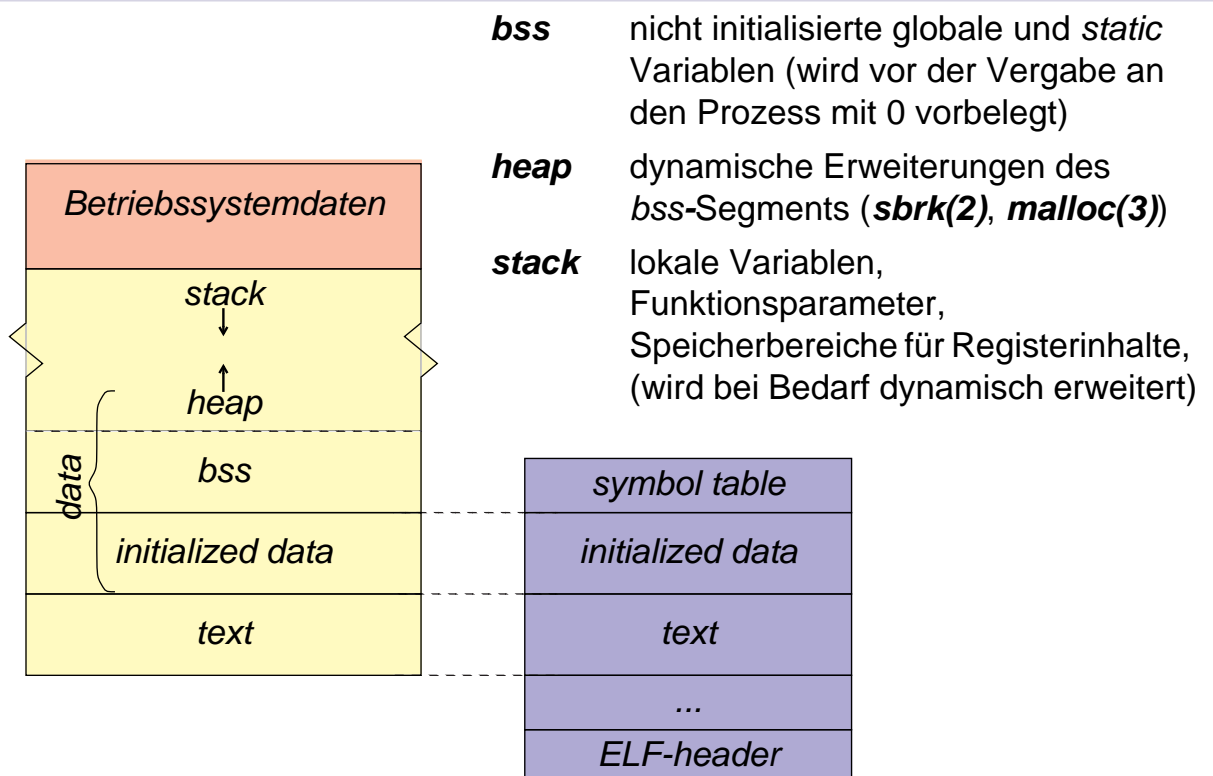 bss nicht initialisierte globale und static
Variablen (wird vor der Vergabe an
den Prozess mit 0 vorbelegt)
heap dynamische Erweiterungen des
bss-Segments (sbrk(2), malloc(3))
stack lokale Variablen,
Funktionsparameter,
Speicherbereiche für Registerinhalte,
(wird bei Bedarf dynamisch erweitert)
Betriebssystemdaten
stack
heap
data
bss
initialized data
text
symbol table
initialized data
text
...
ELF-header